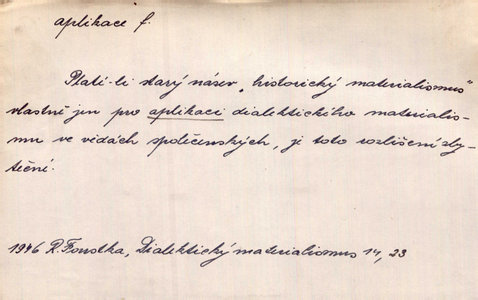 aplikace f.
Platí-li starý název „historický materialismus"
vlastně jen pro aplikaci dialektického materialis-
mu ve vědách společenských, je toto rozlišení zby-
tečné.
1946 R. Foustka, Dialektický materialismus 14, 23